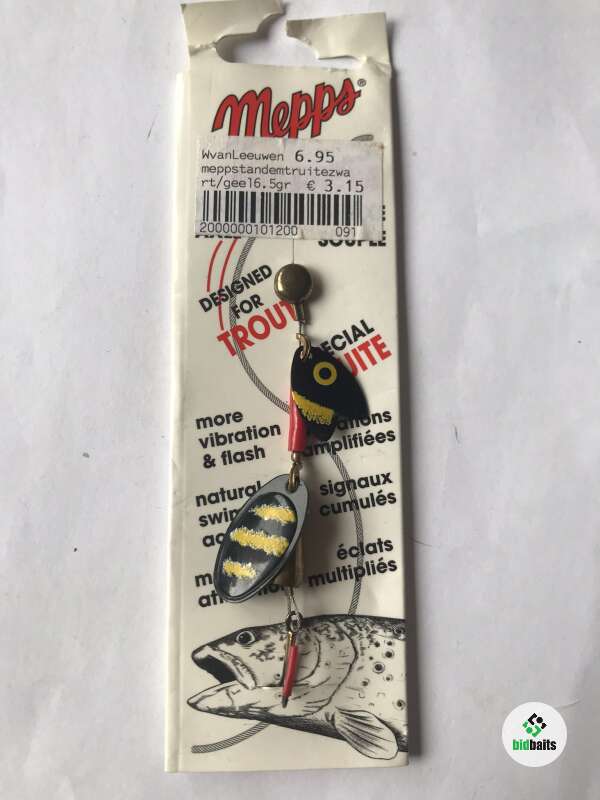 Mepps®
WvanLeeuwen 6.95
meppstandemtruitezwa
rt/geel6.5gr € 3.15
2000000101200 091
SOUPLE
DESIGNED
FOR
TROUT
more
vibration
& flash
amplifiées
natural
signaux
cumulés
éclats
multipliés
bidbaits